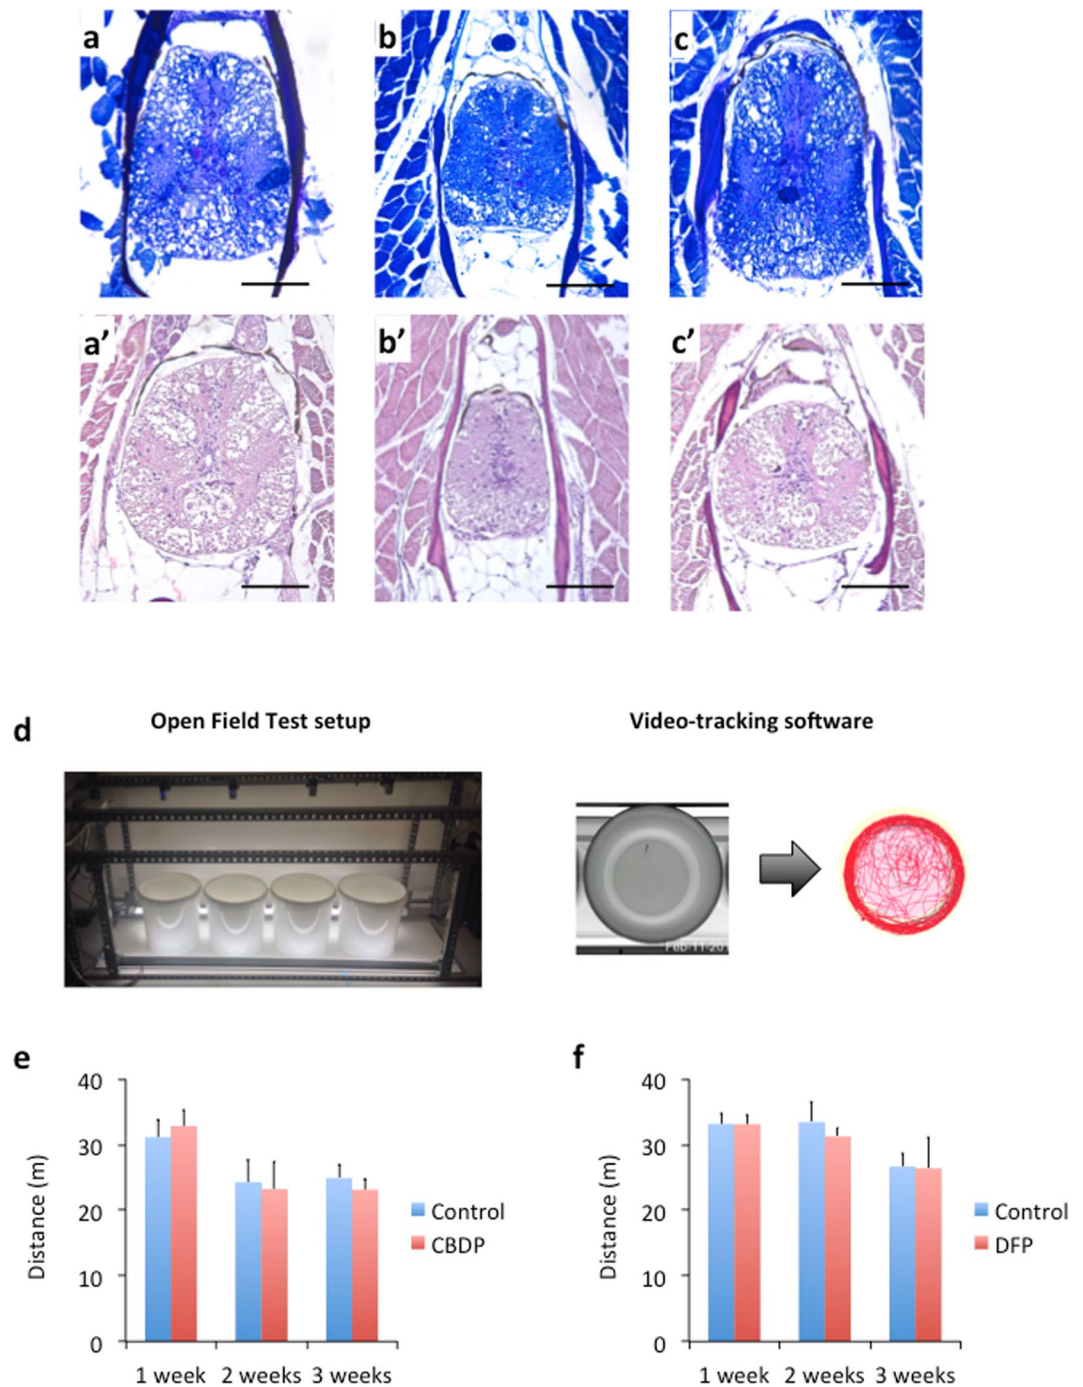 a
b
c
a′
b′
c′
d
Open Field Test setup
Video-tracking software
e
f
40
30
20
10
0
Distance (m)
1 week
2 weeks
3 weeks
Control
CBDP
40
30
20
10
0
Distance (m)
1 week
2 weeks
3 weeks
Control
DFP